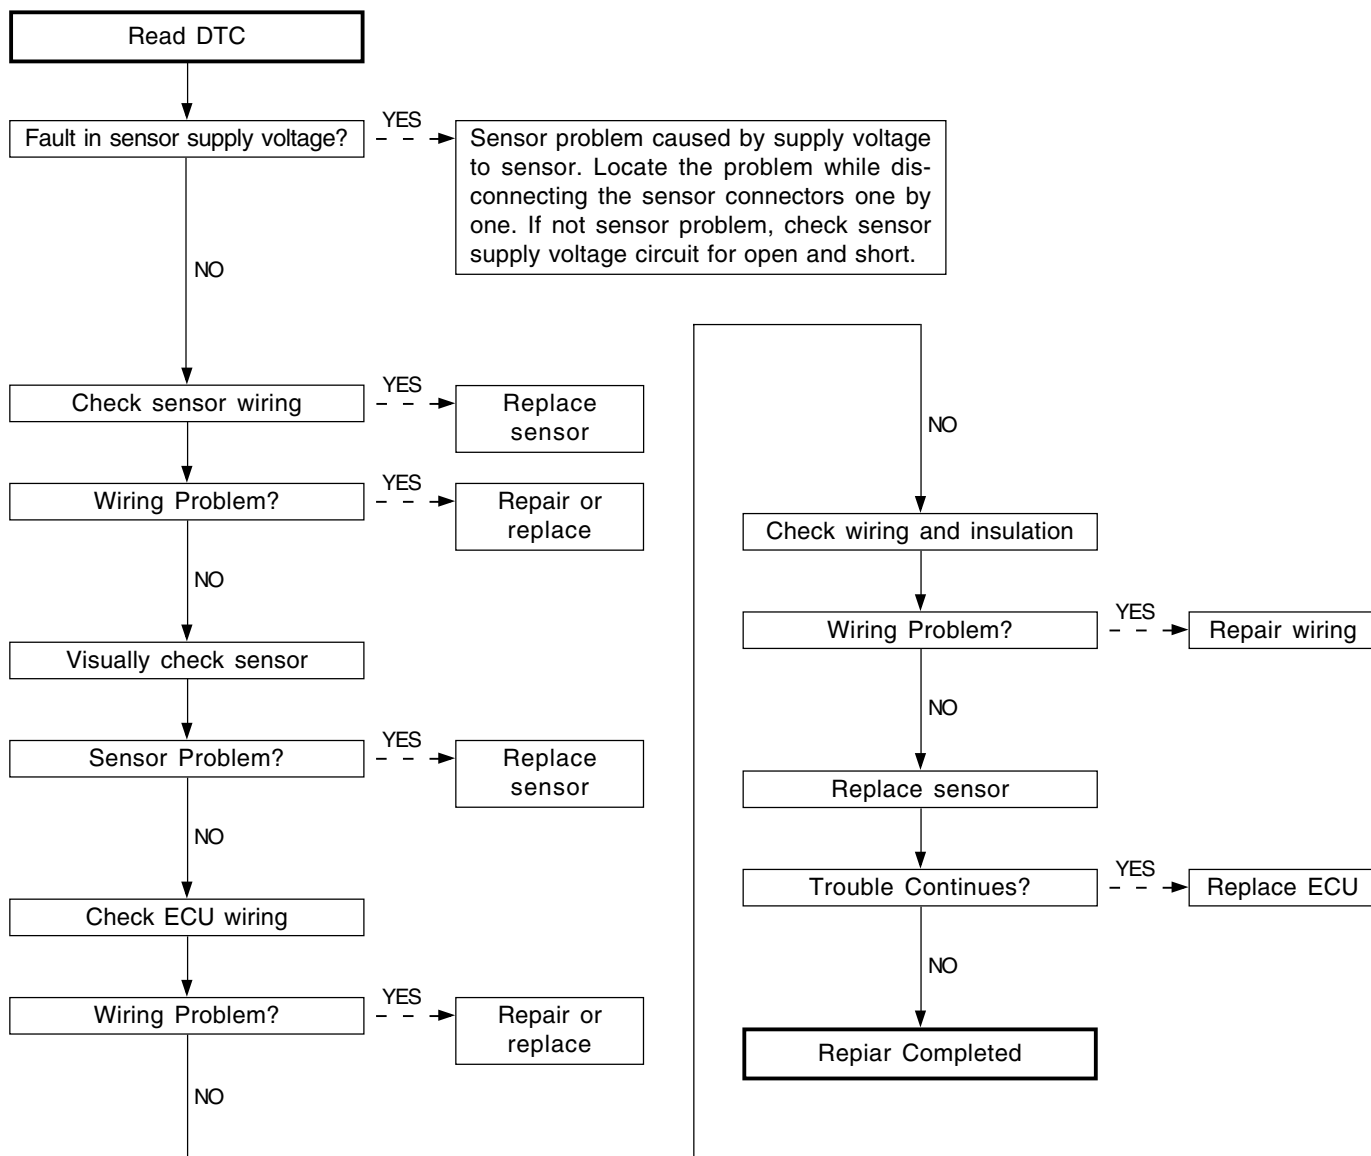 Read DTC
Fault in sensor supply voltage?
YES
Sensor problem caused by supply voltage
to sensor. Locate the problem while dis-
connecting the sensor connectors one by
one. If not sensor problem, check sensor
supply voltage circuit for open and short.
NO
Check sensor wiring
YES
Replace
sensor
Wiring Problem?
YES
Repair or
replace
NO
Visually check sensor
Sensor Problem?
YES
Replace
sensor
NO
Check ECU wiring
Wiring Problem?
YES
Repair or
replace
NO
NO
Check wiring and insulation
Wiring Problem?
YES
Repair wiring
NO
Replace sensor
Trouble Continues?
YES
Replace ECU
NO
Repiar Completed